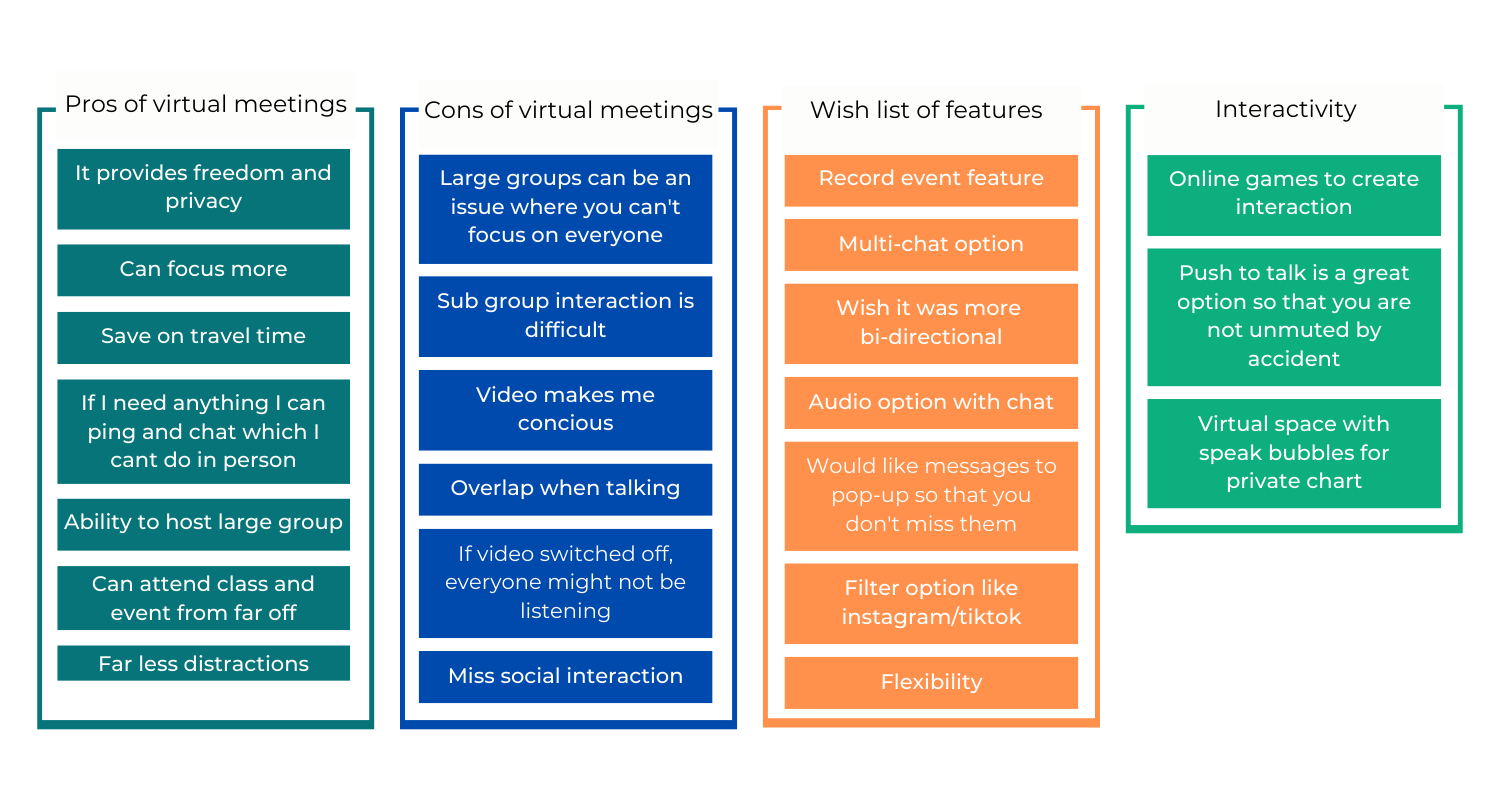 Pros of virtual meetings
It provides freedom and
privacy
Can focus more
Save on travel time
If I need anything I can
ping and chat which I
cant do in person
Ability to host large group
Can attend class and
event from far off
Far less distractions
Cons of virtual meetings
Large groups can be an
issue where you can't
focus on everyone
Sub group interaction is
difficult
Video makes me
concious
Overlap when talking
If video switched off,
everyone might not be
listening
Miss social interaction
Wish list of features
Record event feature
Multi-chat option
Wish it was more
bi-directional
Audio option with chat
Would like messages to
pop-up so that you
don't miss them
Filter option like
instagram/tiktok
Flexibility
Interactivity
Online games to create
interaction
Push to talk is a great
option so that you are
not unmuted by
accident
Virtual space with
speak bubbles for
private chart